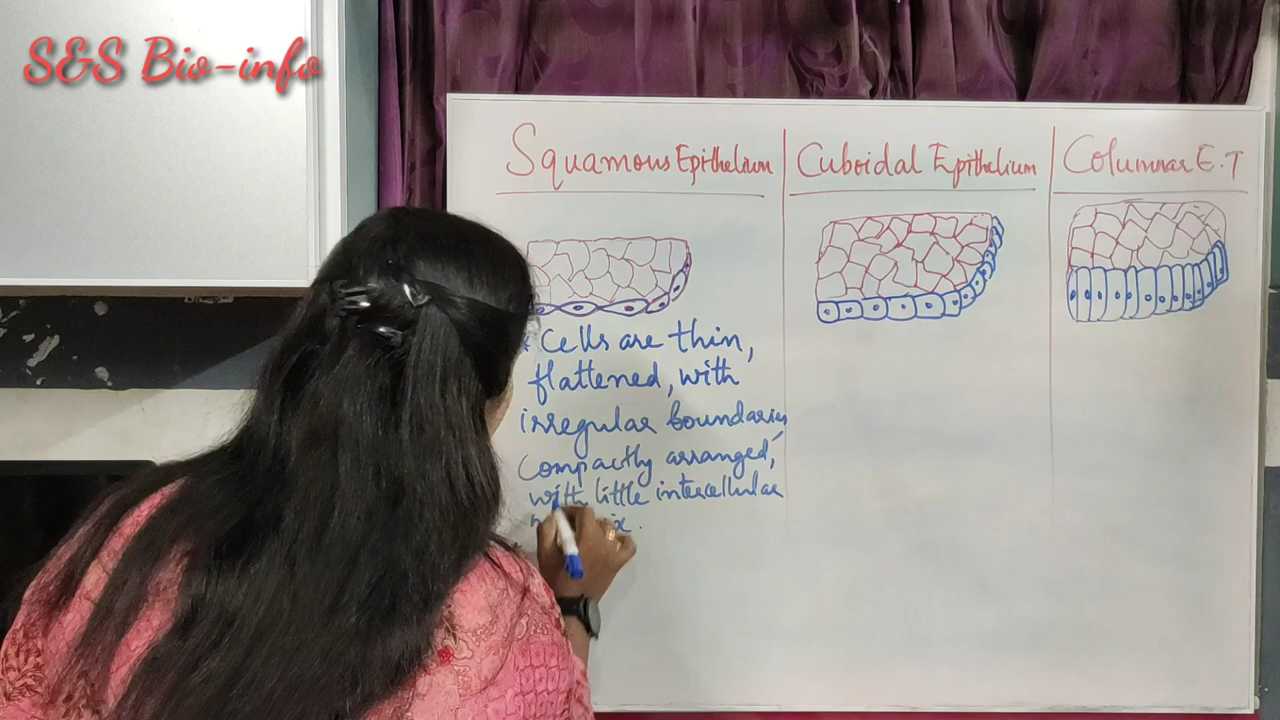 S&S Bio-info
Squamous Epithelium
Cuboidal Epithelium
Columnar E.T
Cells are thin,
flattened, with
irregular boundaries
compactly arranged,
with little intercellular